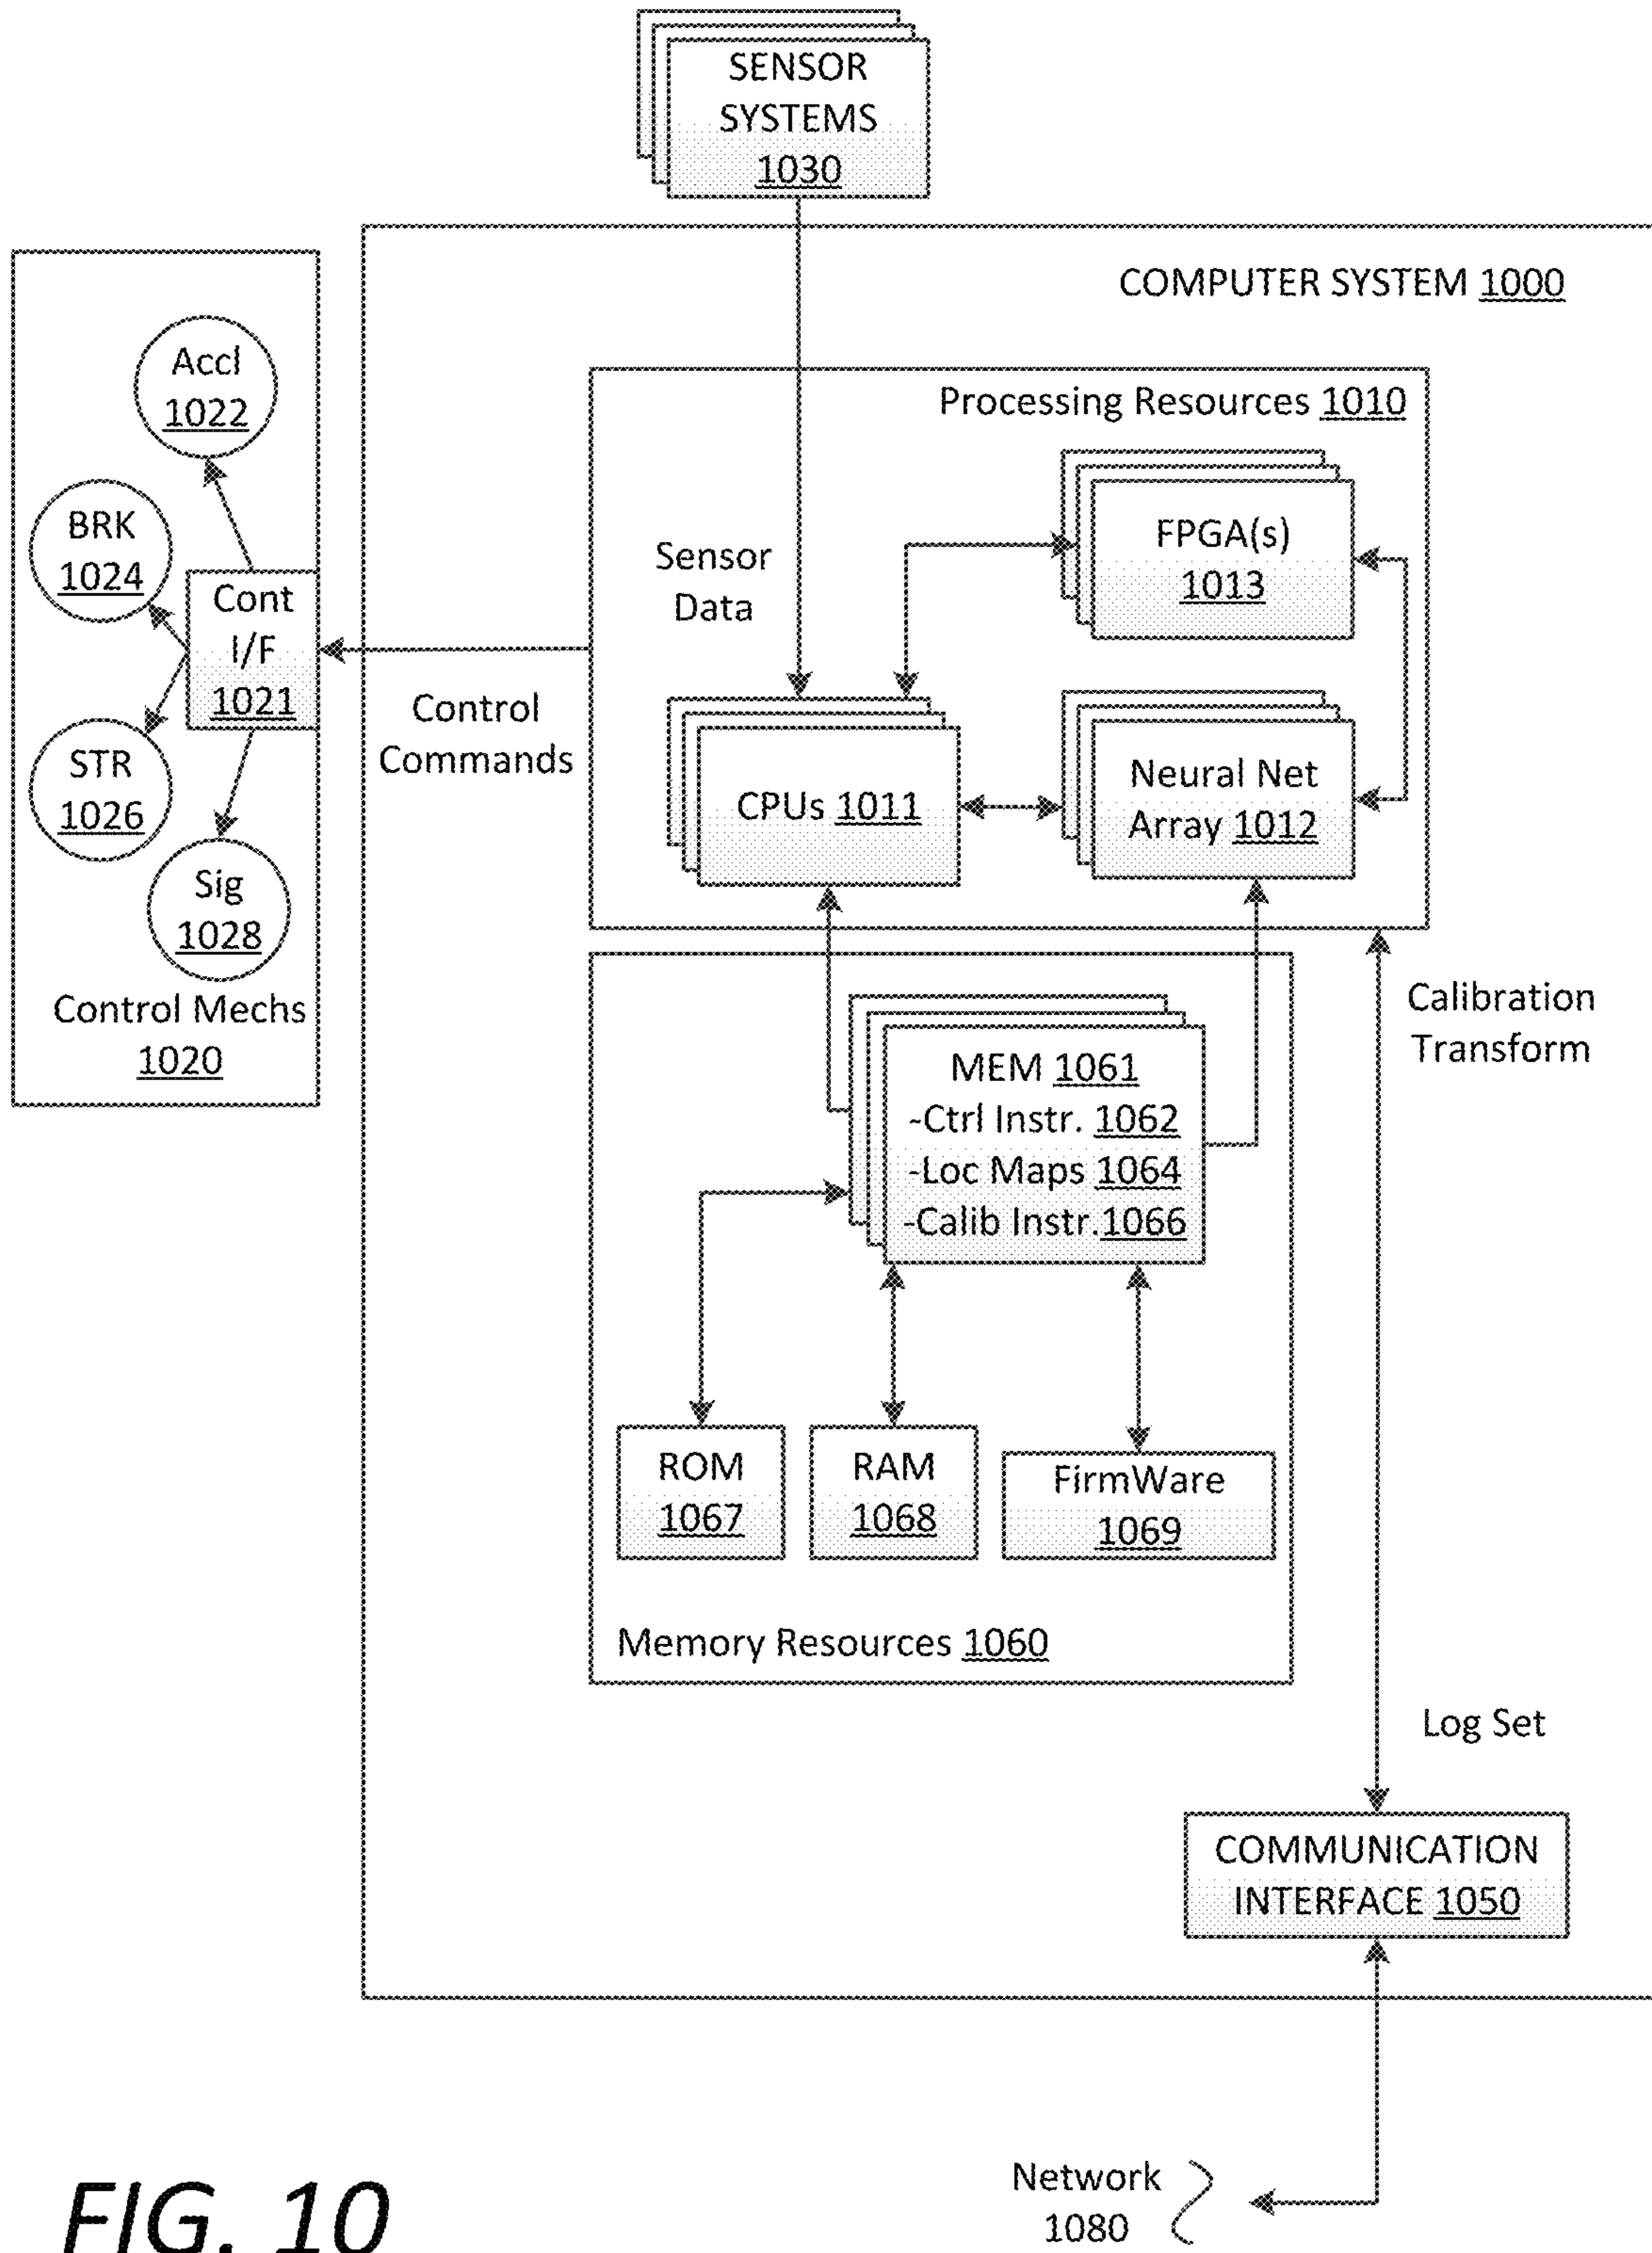 SENSOR
SYSTEMS
1030
COMPUTER SYSTEM 1000
Accl
1022
BRK
1024
Cont
I/F
1021
STR
1026
Sig
1028
Control Mechs
1020
Control
Commands
Processing Resources 1010
Sensor
Data
FPGA(s)
1013
CPUs 1011
Neural Net
Array 1012
Calibration
Transform
MEM 1061
-Ctrl Instr. 1062
-Loc Maps 1064
-Calib Instr.1066
ROM
1067
RAM
1068
FirmWare
1069
Memory Resources 1060
Log Set
COMMUNICATION
INTERFACE 1050
Network
1080
FIG. 10